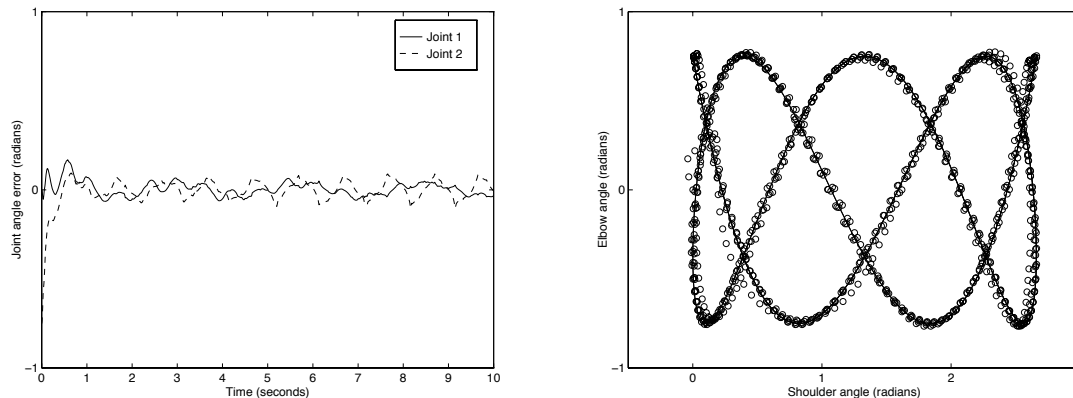 1
0
−1
Joint angle error (radians)
0 1 2 3 4 5 6 7 8 9 10
Time (seconds)
Joint 1
Joint 2
1
0
−1
Elbow angle (radians)
0 1 2
Shoulder angle (radians)